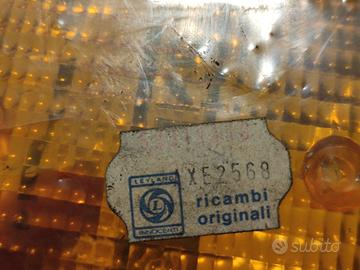 LEYLAND
L
INNOCENTI
XE2568
ricambi
originali
subito